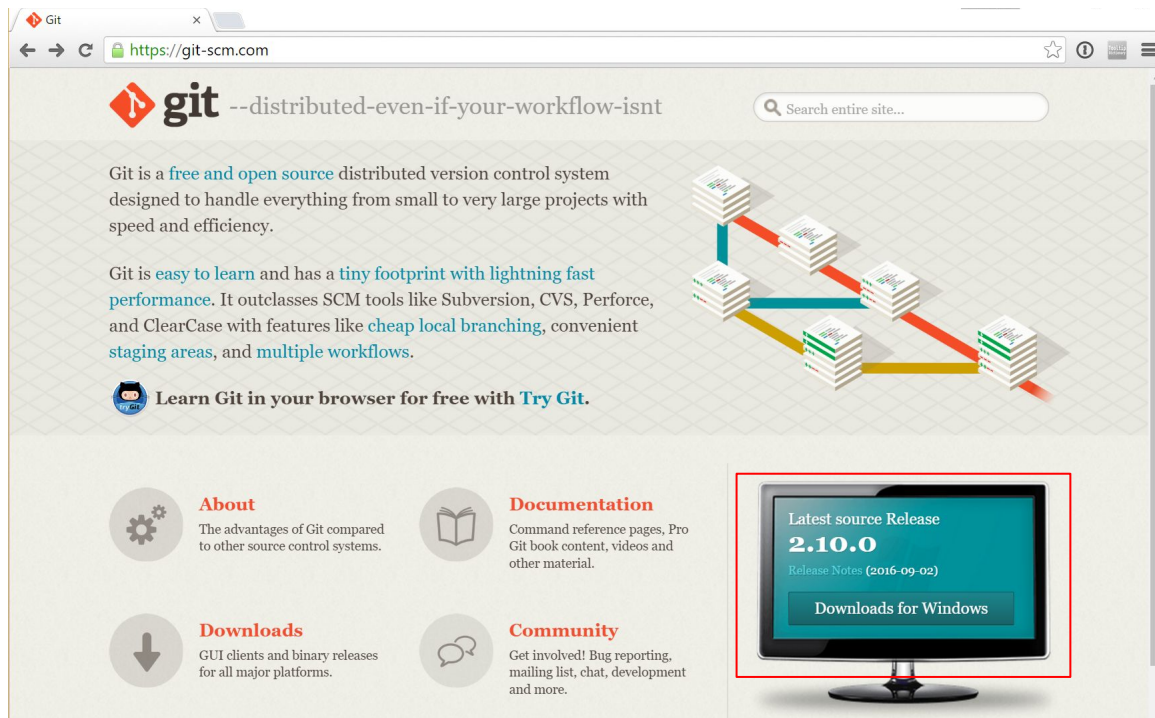 Git
https://git-scm.com
git --distributed-even-if-your-workflow-isnt
Search entire site...
Git is a free and open source distributed version control system
designed to handle everything from small to very large projects with
speed and efficiency.
Git is easy to learn and has a tiny footprint with lightning fast
performance. It outclasses SCM tools like Subversion, CVS, Perforce,
and ClearCase with features like cheap local branching, convenient
staging areas, and multiple workflows.
Try Git
Learn Git in your browser for free with Try Git.
About
The advantages of Git compared
to other source control systems.
Documentation
Command reference pages, Pro
Git book content, videos and
other material.
Downloads
GUI clients and binary releases
for all major platforms.
Community
Get involved! Bug reporting,
mailing list, chat, development
and more.
Latest source Release
2.10.0
Release Notes (2016-09-02)
Downloads for Windows